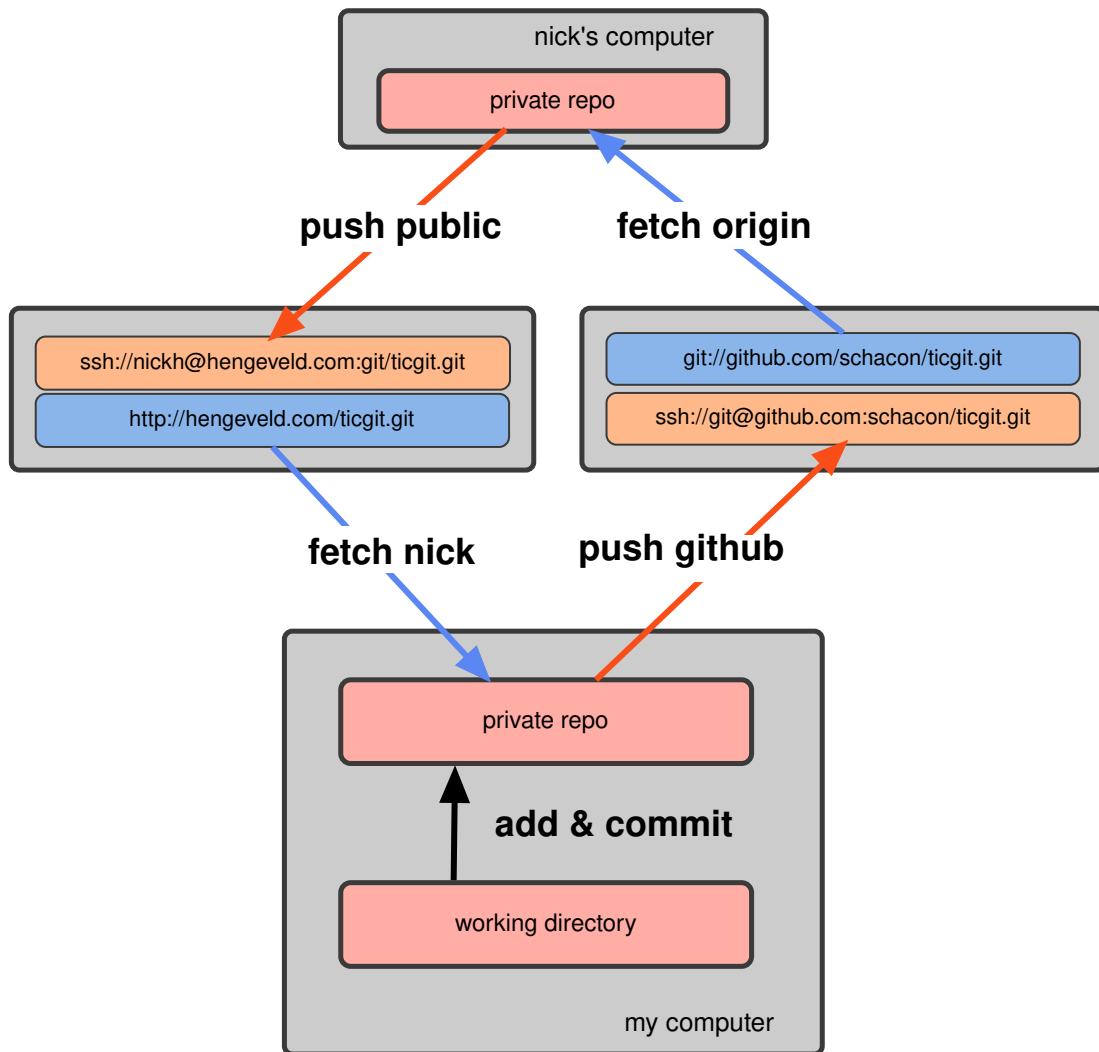 nick's computer
private repo
push public
fetch origin
ssh://nickh@hengeveld.com:git/ticgit.git
http://hengeveld.com/ticgit.git
git://github.com/schacon/ticgit.git
ssh://git@github.com:schacon/ticgit.git
fetch nick
push github
private repo
add & commit
working directory
my computer